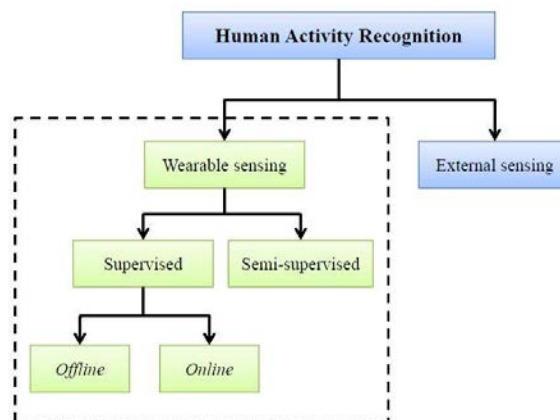 Human Activity Recognition
Wearable sensing
External sensing
Supervised
Semi-supervised
Offline
Online